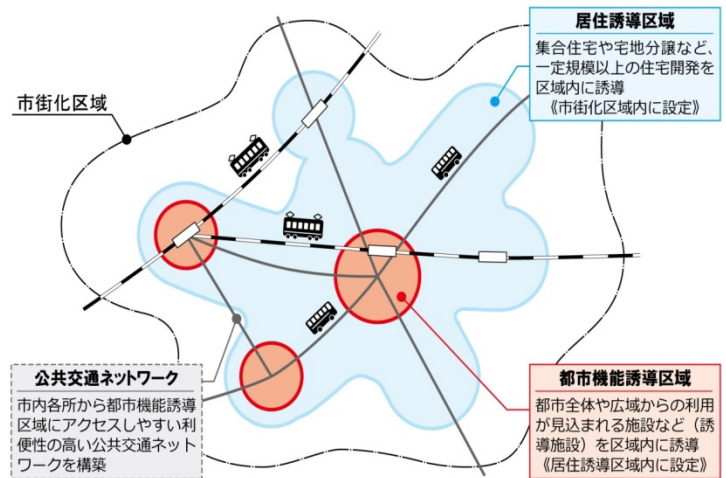 居住誘導区域
集合住宅や宅地分譲など、
一定規模以上の住宅開発を
区域内に誘導
《市街化区域内に設定》
市街化区域
公共交通ネットワーク
市内各所から都市機能誘導
区域にアクセスしやすい利
便性の高い公共交通ネット
ワークを構築
都市機能誘導区域
都市全体や広域からの利用
が見込まれる施設など（誘
導施設）を区域内に誘導
《居住誘導区域内に設定》